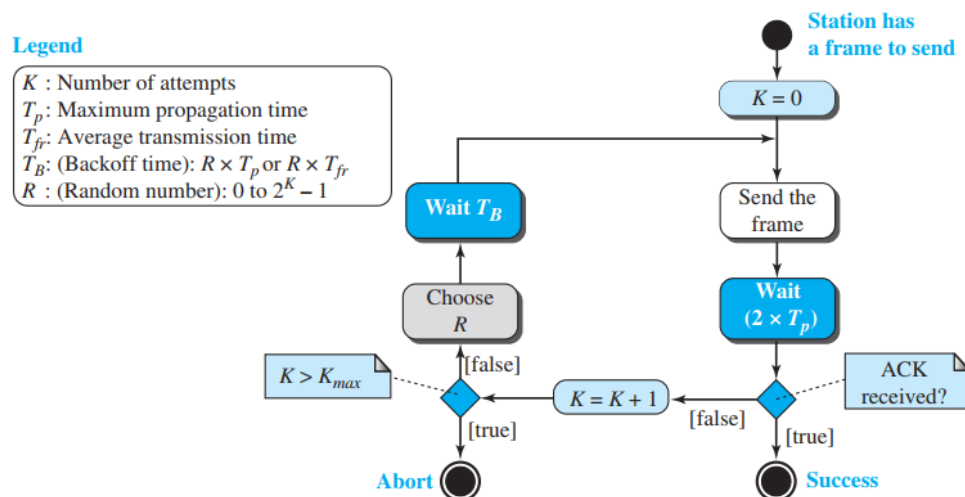 Legend
K : Number of attempts
Tp : Maximum propagation time
Tfr: Average transmission time
TB : (Backoff time): R × Tp or R × Tfr
R : (Random number): 0 to 2^K – 1
Station has
a frame to send
K = 0
Wait TB
Send the
frame
Choose
R
Wait
(2 × Tp)
[false]
K > Kmax
K = K + 1
ACK
received?
[false]
[true]
[true]
Abort
Success